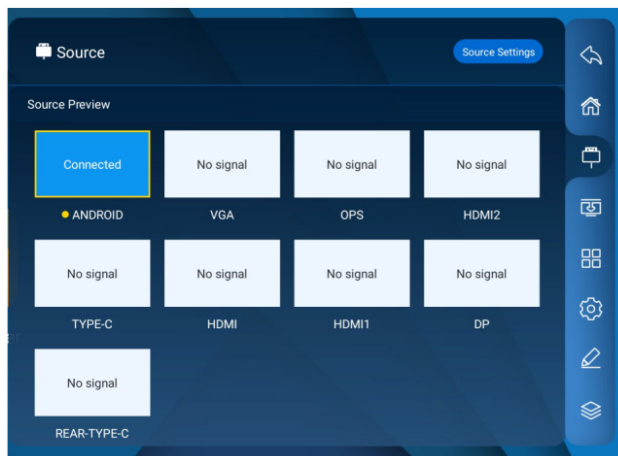 Source
Source Settings
Source Preview
Connected
No signal
No signal
No signal
ANDROID
VGA
OPS
HDMI2
No signal
No signal
No signal
No signal
TYPE-C
HDMI
HDMI1
DP
No signal
REAR-TYPE-C